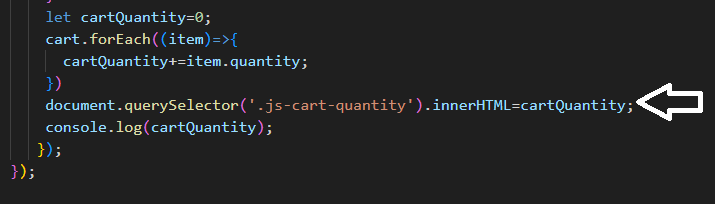 let cartQuantity=0;
cart.forEach((item)=>{
cartQuantity+=item.quantity;
})
document.querySelector('.js-cart-quantity').innerHTML=cartQuantity;
console.log(cartQuantity);
});
});